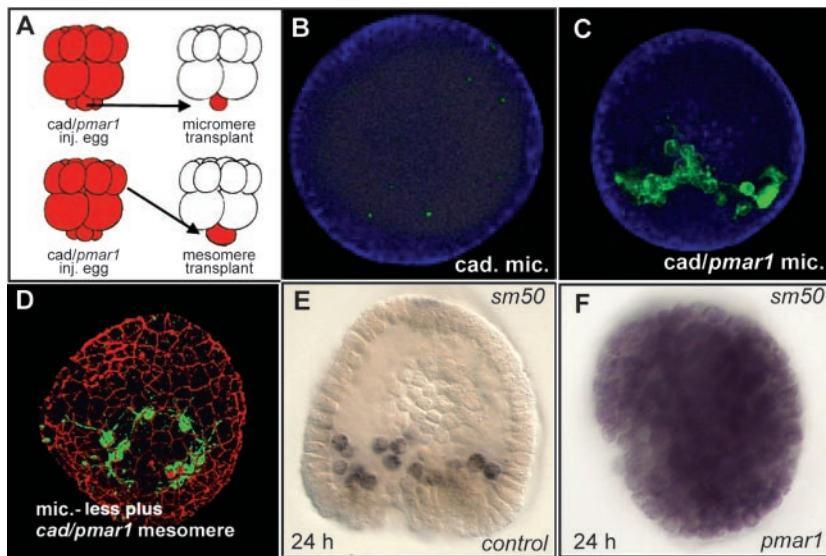 A
cad/pmar1
inj. egg
micromere
transplant
cad/pmar1
inj. egg
mesomere
transplant
B
cad. mic.
C
cad/pmar1 mic.
D
mic.- less plus
cad/pmar1 mesomere
E
sm50
24 h
control
F
sm50
24 h
pmar1